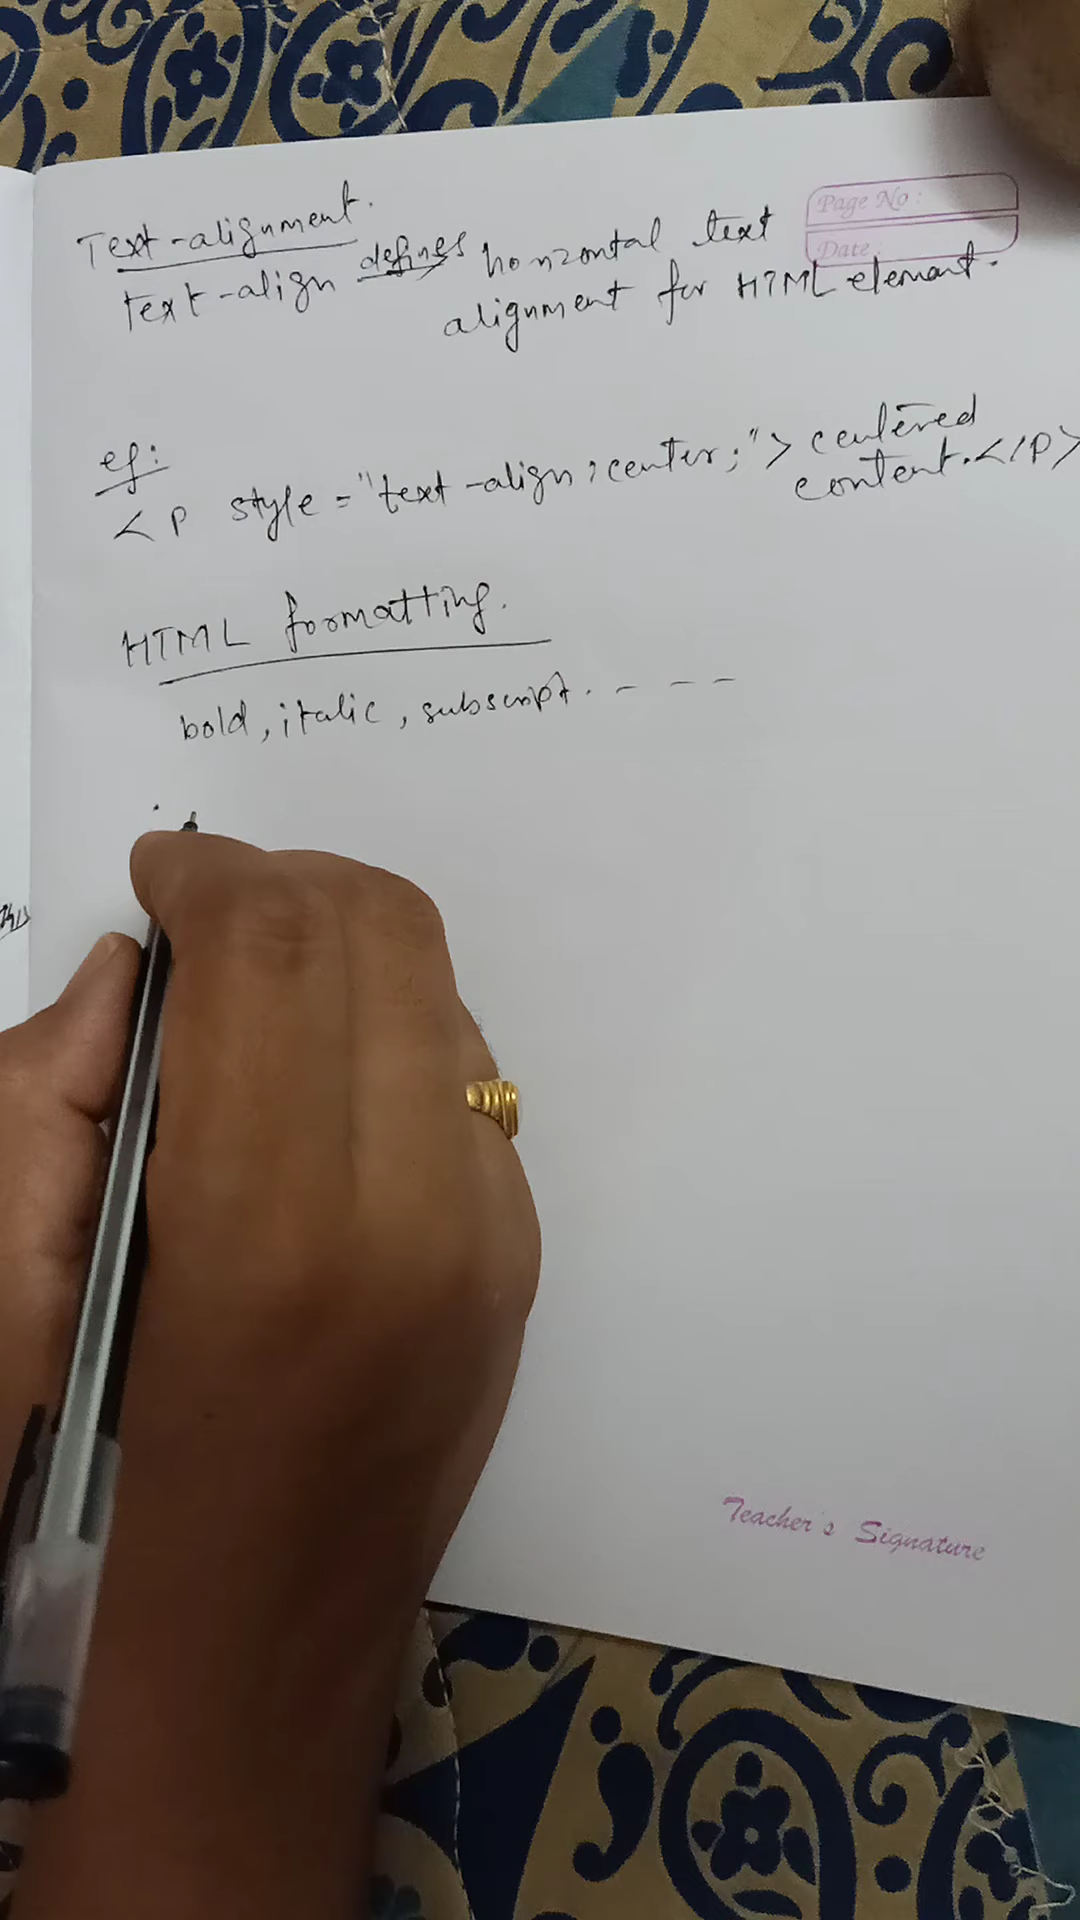 Text-alignment.
Page No :
Date :
text-align defines horizontal text
alignment for HTML element.
eg:
<p style="text-align:center;"> centered
content.</p>
HTML formatting.
bold, italic, subscript. - - - -
Teacher's Signature